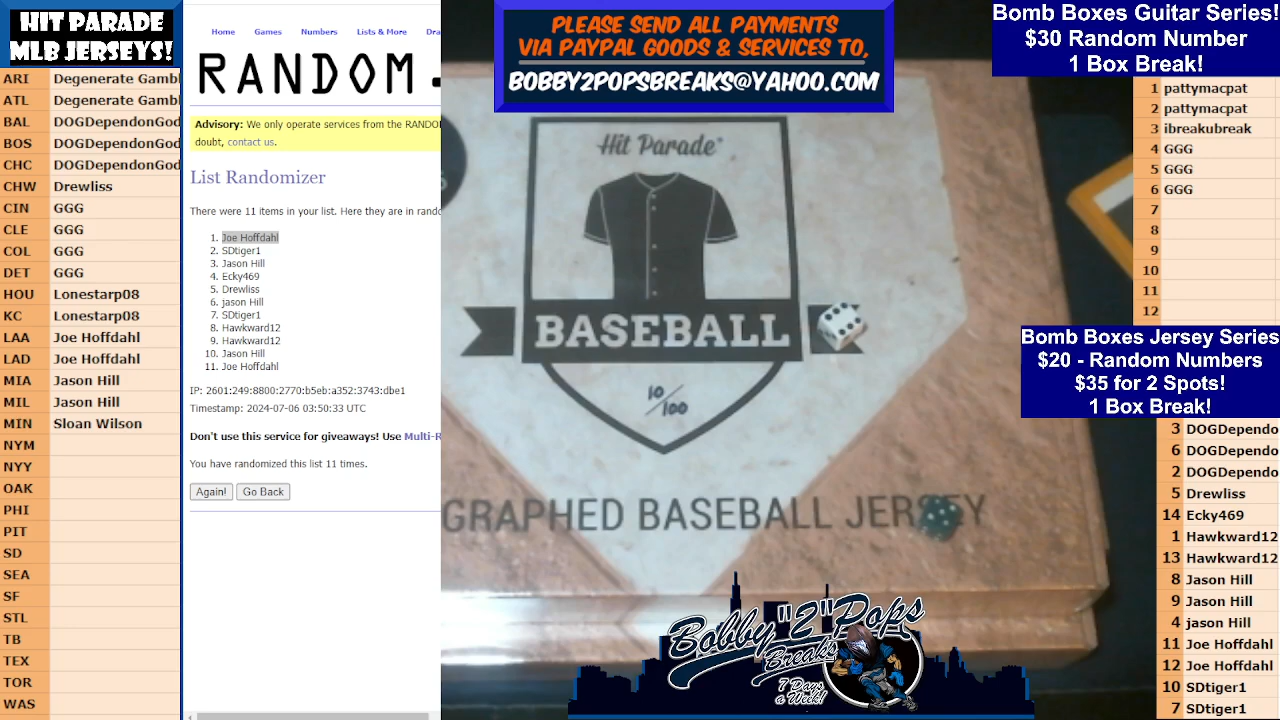 HIT PARADE
MLB JERSEYS!
ARI Degenerate Gambl
ATL Degenerate Gambl
BAL DOGDependonGod
BOS DOGDependonGod
CHC DOGDependonGod
CHW Drewliss
CIN GGG
CLE GGG
COL GGG
DET GGG
HOU Lonestarp08
KC Lonestarp08
LAA Joe Hoffdahl
LAD Joe Hoffdahl
MIA Jason Hill
MIL Jason Hill
MIN Sloan Wilson
NYM
NYY
OAK
PHI
PIT
SD
SEA
SF
STL
TB
TEX
TOR
WAS
Home Games Numbers Lists & More Dra
RANDOM.
Advisory: We only operate services from the RANDOM
doubt, contact us.
List Randomizer
There were 11 items in your list. Here they are in rando
1. Joe Hoffdahl
2. SDtiger1
3. Jason Hill
4. Ecky469
5. Drewliss
6. jason Hill
7. SDtiger1
8. Hawkward12
9. Hawkward12
10. Jason Hill
11. Joe Hoffdahl
IP: 2601:249:8800:2770:b5eb:a352:3743:dbe1
Timestamp: 2024-07-06 03:50:33 UTC
Don't use this service for giveaways! Use Multi-R
You have randomized this list 11 times.
Again! Go Back
PLEASE SEND ALL PAYMENTS
VIA PAYPAL GOODS & SERVICES TO,
BOBBY2POPSBREAKS@YAHOO.COM
Hit Parade
BASEBALL
10/100
GRAPHED BASEBALL JERSEY
Bobby "2" Pops
Breaks
7 Days
a Week!
Bomb Boxes Boxes!
$30 Random Number
1 Box Break!
1 pattymacpat
2 pattymacpat
3 ibreakubreak
4 GGG
5 GGG
6 GGG
7
8
9
10
11
12
Bomb Boxes Jersey Series
$20 - Random Numbers
$35 for 2 Spots!
1 Box Break!
3 DOGDependo
6 DOGDependo
2 DOGDependo
5 Drewliss
14 Ecky469
13 Hawkward12
1 Hawkward12
8 Jason Hill
9 Jason Hill
4 jason Hill
11 Joe Hoffdahl
12 Joe Hoffdahl
10 SDtiger1
7 SDtiger1